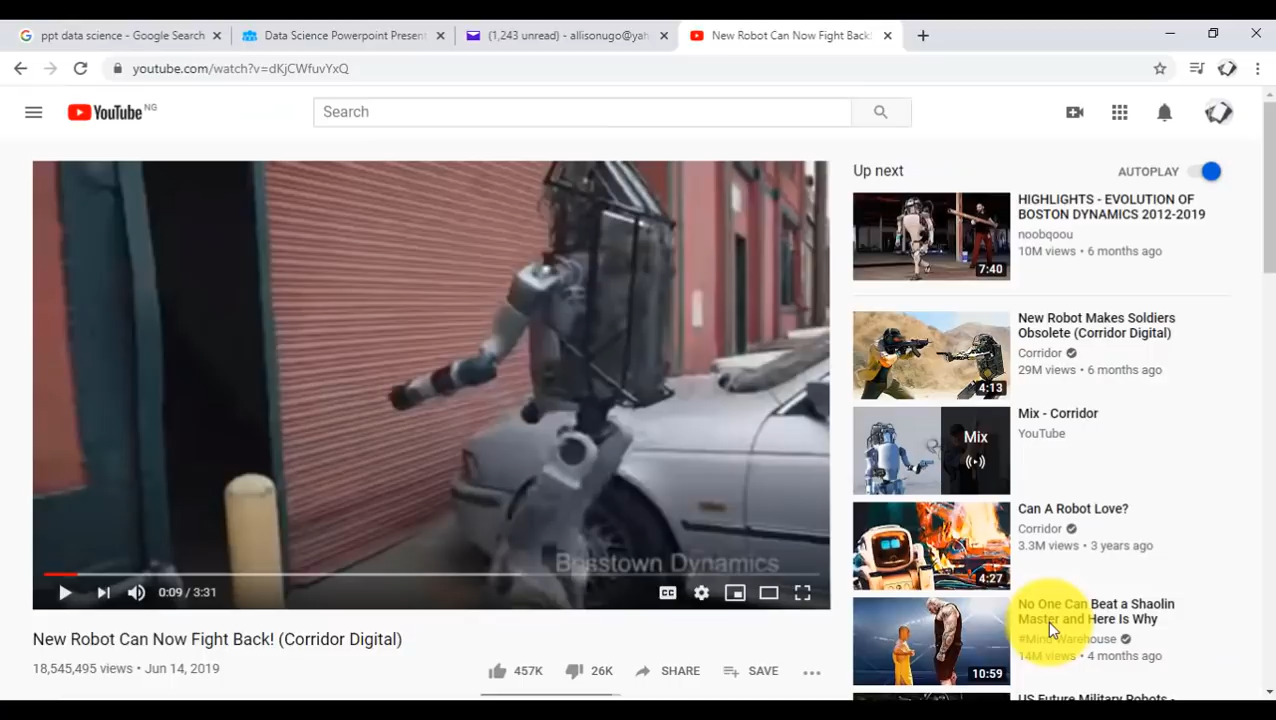 ppt data science - Google Search
Data Science Powerpoint Present
(1,243 unread) - allisonugo@yah
New Robot Can Now Fight Back!
youtube.com/watch?v=dKjCWfuvYxQ
YouTube NG
Search
Up next
AUTOPLAY
HIGHLIGHTS - EVOLUTION OF
BOSTON DYNAMICS 2012-2019
noobqoou
10M views • 6 months ago
7:40
New Robot Makes Soldiers
Obsolete (Corridor Digital)
Corridor
29M views • 6 months ago
4:13
Mix - Corridor
YouTube
Mix
Can A Robot Love?
Corridor
3.3M views • 3 years ago
4:27
No One Can Beat a Shaolin
Master and Here Is Why
#Mind Warehouse
14M views • 4 months ago
10:59
US Future Military Robots -
Bosstown Dynamics
CC
0:09 / 3:31
New Robot Can Now Fight Back! (Corridor Digital)
18,545,495 views • Jun 14, 2019
457K
26K
SHARE
SAVE